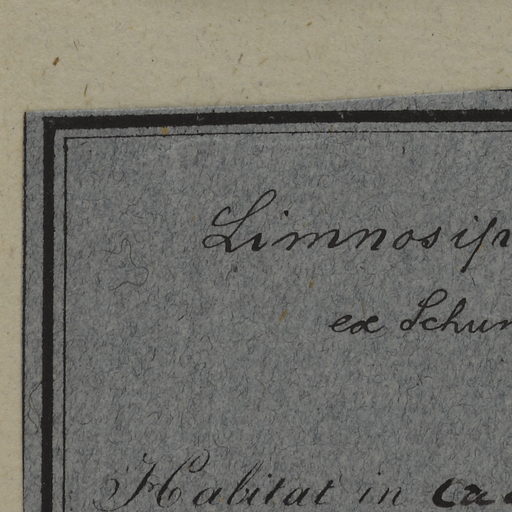 Limnosip
ex Schun
Habitat in ca